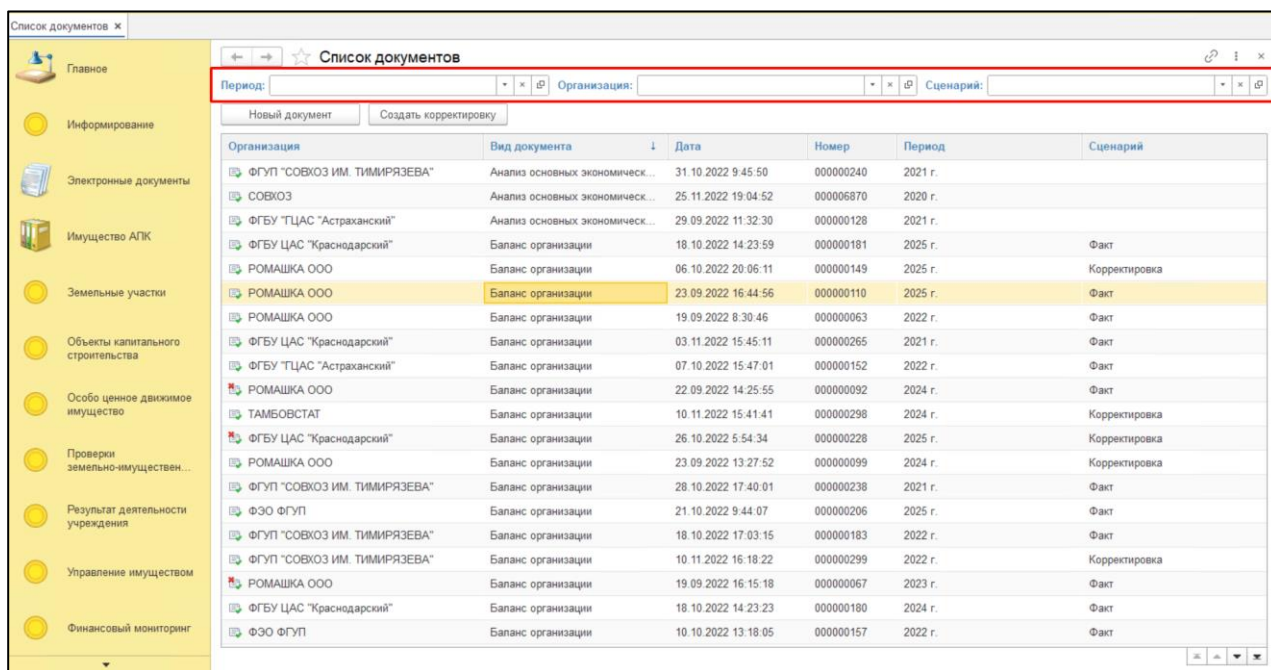 Список документов ×
Главное
Информирование
Электронные документы
Имущество АПК
Земельные участки
Объекты капитального
строительства
Особо ценное движимое
имущество
Проверки
земельно-имуществен...
Результат деятельности
учреждения
Управление имуществом
Финансовый мониторинг
Список документов
Период: Организация: Сценарий:
Новый документ Создать корректировку
Организация Вид документа ↓ Дата Номер Период Сценарий
ФГУП "СОВХОЗ ИМ. ТИМИРЯЗЕВА" Анализ основных экономическ... 31.10.2022 9:45:50 000000240 2021 г.
СОВХОЗ Анализ основных экономическ... 25.11.2022 19:04:52 000006870 2020 г.
ФГБУ "ГЦАС "Астраханский" Анализ основных экономическ... 29.09.2022 11:32:30 000000128 2021 г.
ФГБУ ЦАС "Краснодарский" Баланс организации 18.10.2022 14:23:59 000000181 2025 г. Факт
РОМАШКА ООО Баланс организации 06.10.2022 20:06:11 000000149 2025 г. Корректировка
РОМАШКА ООО Баланс организации 23.09.2022 16:44:56 000000110 2025 г. Факт
РОМАШКА ООО Баланс организации 19.09.2022 8:30:46 000000063 2022 г. Факт
ФГБУ ЦАС "Краснодарский" Баланс организации 03.11.2022 15:45:11 000000265 2021 г. Факт
ФГБУ "ГЦАС "Астраханский" Баланс организации 07.10.2022 15:47:01 000000152 2022 г. Факт
РОМАШКА ООО Баланс организации 22.09.2022 14:25:55 000000092 2024 г. Факт
ТАМБОВСТАТ Баланс организации 10.11.2022 15:41:41 000000298 2024 г. Корректировка
ФГБУ ЦАС "Краснодарский" Баланс организации 26.10.2022 5:54:34 000000228 2025 г. Корректировка
РОМАШКА ООО Баланс организации 23.09.2022 13:27:52 000000099 2024 г. Корректировка
ФГУП "СОВХОЗ ИМ. ТИМИРЯЗЕВА" Баланс организации 28.10.2022 17:40:01 000000238 2021 г. Факт
ФЭО ФГУП Баланс организации 21.10.2022 9:44:07 000000206 2025 г. Факт
ФГУП "СОВХОЗ ИМ. ТИМИРЯЗЕВА" Баланс организации 18.10.2022 17:03:15 000000183 2022 г. Факт
ФГУП "СОВХОЗ ИМ. ТИМИРЯЗЕВА" Баланс организации 10.11.2022 16:18:22 000000299 2022 г. Корректировка
РОМАШКА ООО Баланс организации 19.09.2022 16:15:18 000000067 2023 г. Факт
ФГБУ ЦАС "Краснодарский" Баланс организации 18.10.2022 14:23:23 000000180 2024 г. Факт
ФЭО ФГУП Баланс организации 10.10.2022 13:18:05 000000157 2022 г. Факт